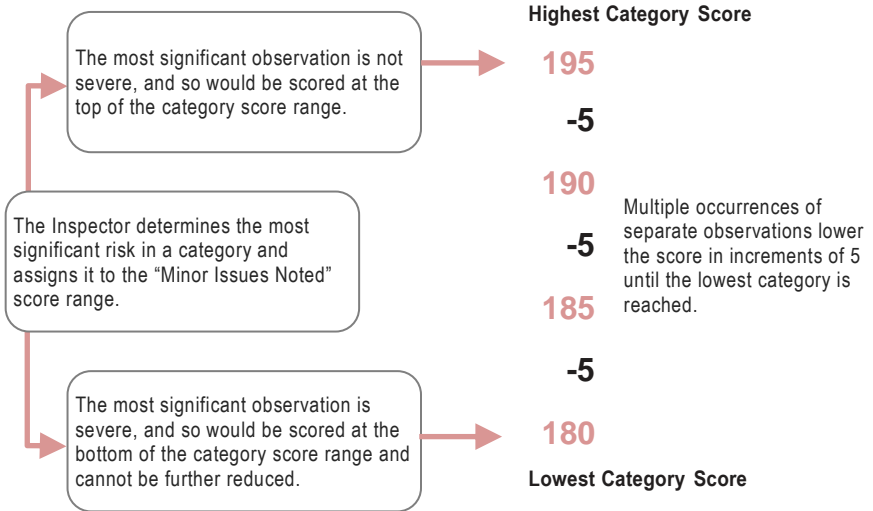 Highest Category Score
The most significant observation is not
severe, and so would be scored at the
top of the category score range.
195
-5
190
The Inspector determines the most
significant risk in a category and
assigns it to the “Minor Issues Noted”
score range.
-5
Multiple occurrences of
separate observations lower
the score in increments of 5
until the lowest category is
reached.
185
-5
The most significant observation is
severe, and so would be scored at the
bottom of the category score range and
cannot be further reduced.
180
Lowest Category Score